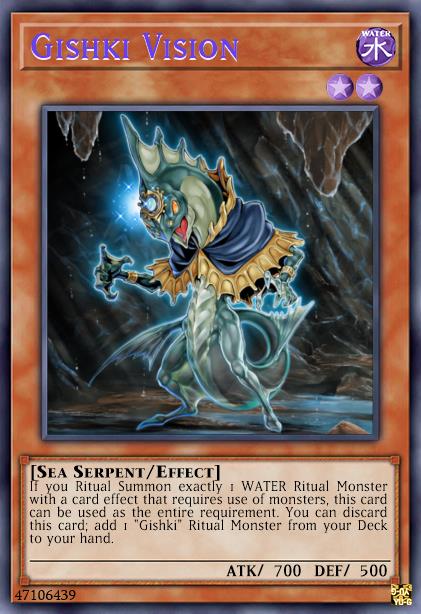 Gishki Vision
WATER
水
[Sea Serpent/Effect]
If you Ritual Summon exactly 1 WATER Ritual Monster
with a card effect that requires use of monsters, this card
can be used as the entire requirement. You can discard
this card; add 1 "Gishki" Ritual Monster from your Deck
to your hand.
ATK/ 700 DEF/ 500
47106439